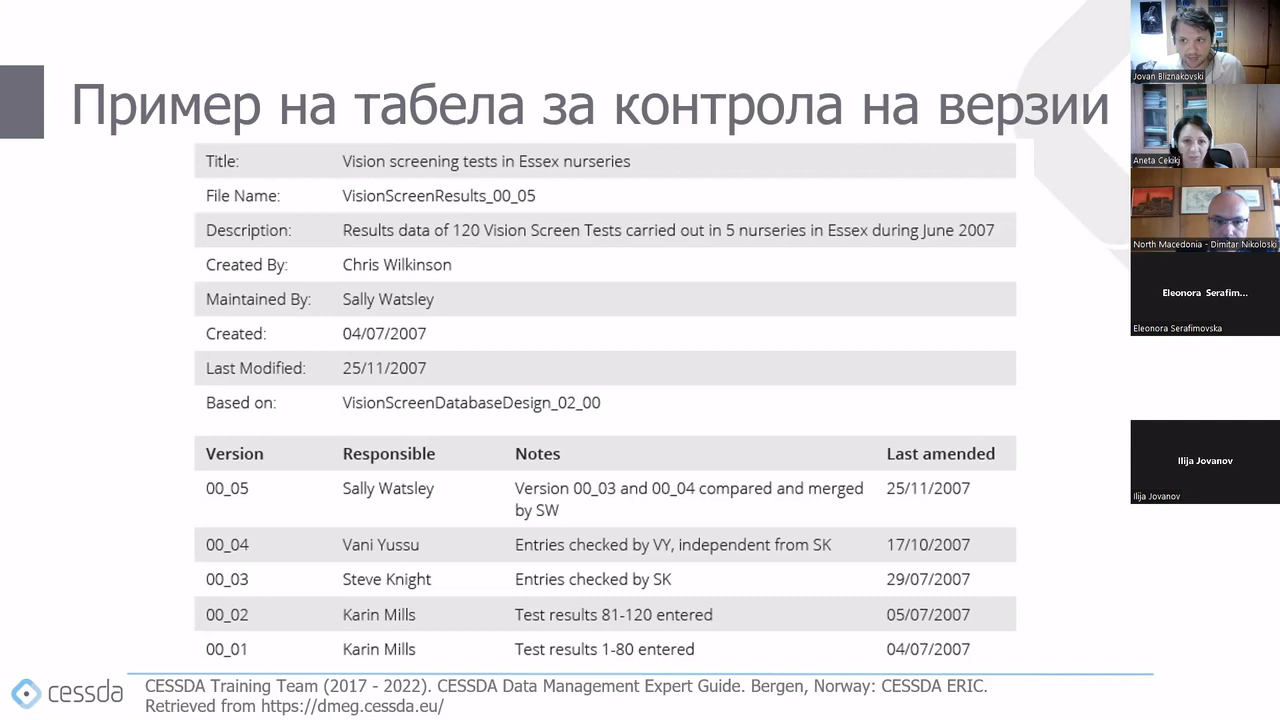 Пример на табела за контрола на верзии
Title: Vision screening tests in Essex nurseries
File Name: VisionScreenResults_00_05
Description: Results data of 120 Vision Screen Tests carried out in 5 nurseries in Essex during June 2007
Created By: Chris Wilkinson
Maintained By: Sally Watsley
Created: 04/07/2007
Last Modified: 25/11/2007
Based on: VisionScreenDatabaseDesign_02_00
Version Responsible Notes Last amended
00_05 Sally Watsley Version 00_03 and 00_04 compared and merged 25/11/2007
by SW
00_04 Vani Yussu Entries checked by VY, independent from SK 17/10/2007
00_03 Steve Knight Entries checked by SK 29/07/2007
00_02 Karin Mills Test results 81-120 entered 05/07/2007
00_01 Karin Mills Test results 1-80 entered 04/07/2007
cessda
CESSDA Training Team (2017 - 2022). CESSDA Data Management Expert Guide. Bergen, Norway: CESSDA ERIC.
Retrieved from https://dmeg.cessda.eu/
Jovan Bliznakovski
Aneta Cekikj
North Macedonia - Dimitar Nikoloski
Eleonora Serafim...
Eleonora Serafimovska
Ilija Jovanov
Ilija Jovanov